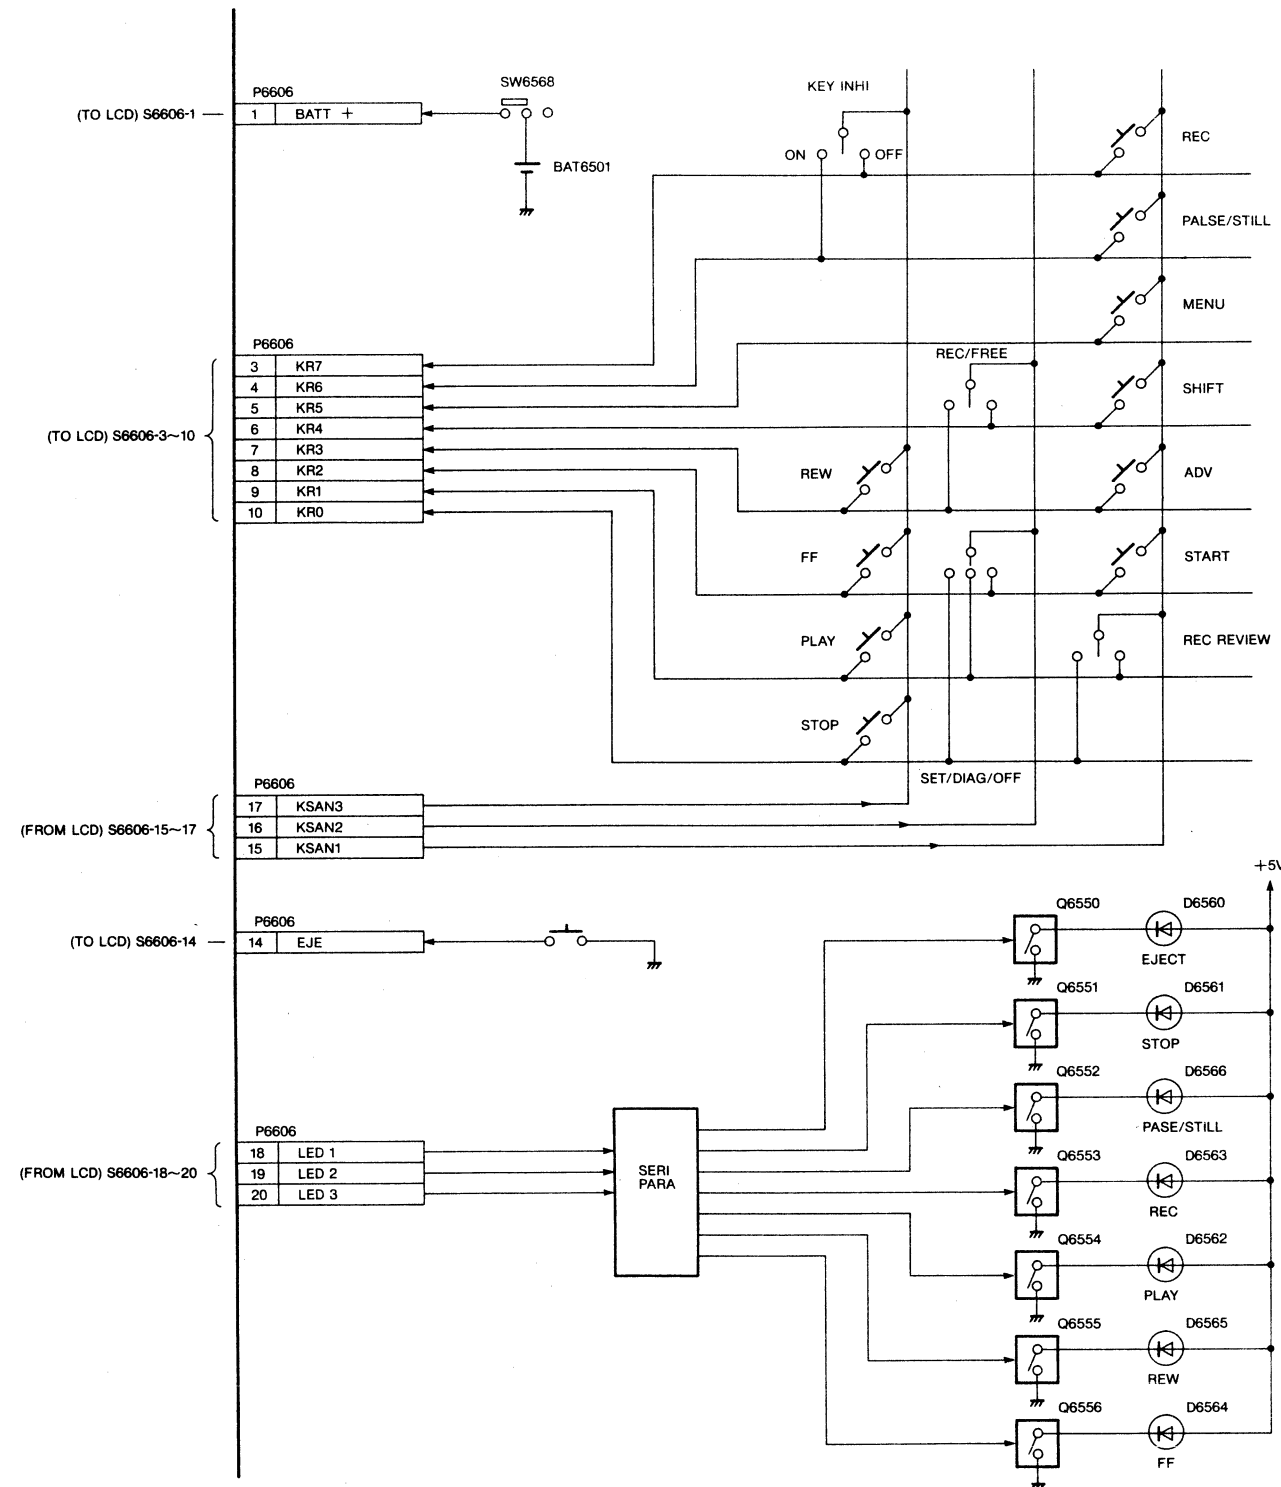 SW6568
P6606
(TO LCD) S6606-1
1 BATT +
BAT6501
KEY INHI
ON
OFF
REC
PALSE/STILL
MENU
REC/FREE
SHIFT
P6606
3 KR7
4 KR6
5 KR5
6 KR4
7 KR3
8 KR2
9 KR1
10 KR0
(TO LCD) S6606-3~10
REW
ADV
FF
START
PLAY
REC REVIEW
STOP
SET/DIAG/OFF
P6606
17 KSAN3
16 KSAN2
15 KSAN1
(FROM LCD) S6606-15~17
P6606
(TO LCD) S6606-14
14 EJE
+5V
Q6550 D6560
EJECT
Q6551 D6561
STOP
Q6552 D6566
PASE/STILL
Q6553 D6563
REC
Q6554 D6562
PLAY
Q6555 D6565
REW
Q6556 D6564
FF
P6606
18 LED 1
19 LED 2
20 LED 3
(FROM LCD) S6606-18~20
SERI
PARA